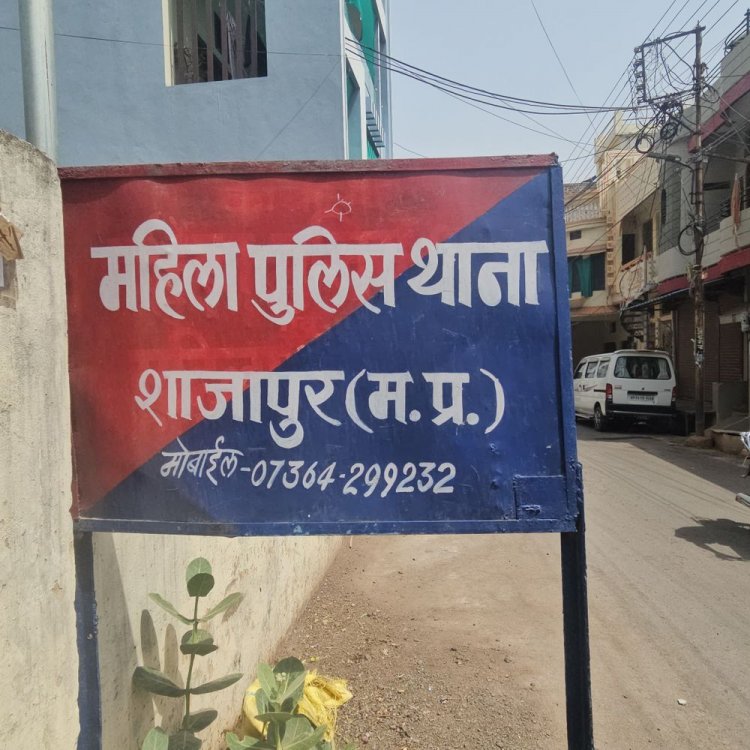 महिला पुलिस थाना
शाजापुर (म. प्र.)
मोबाईल-07364-299232